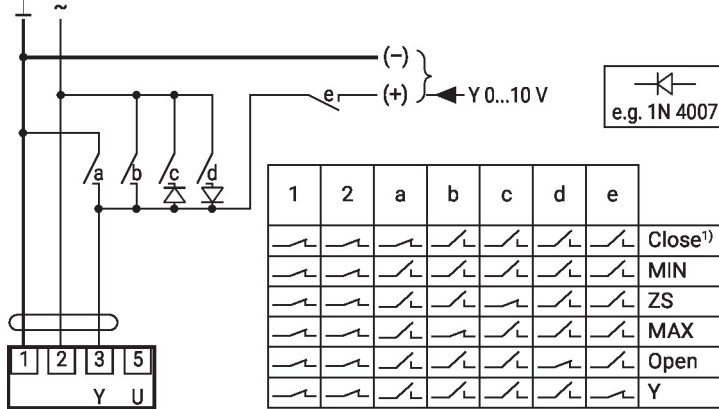 ⊥ ~
(–)
e (+) Y 0...10 V
e.g. 1N 4007
a b c d
1 2 a b c d e
Close¹⁾
MIN
ZS
MAX
Open
Y
1 2 3 5
Y U